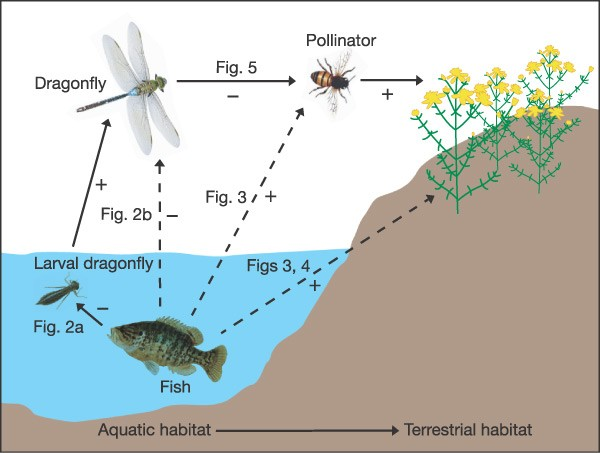 Pollinator
Dragonfly
Fig. 5
–
+
+
Fig. 2b
–
Fig. 3
+
Larval dragonfly
Figs 3, 4
+
–
Fig. 2a
Fish
Aquatic habitat
Terrestrial habitat